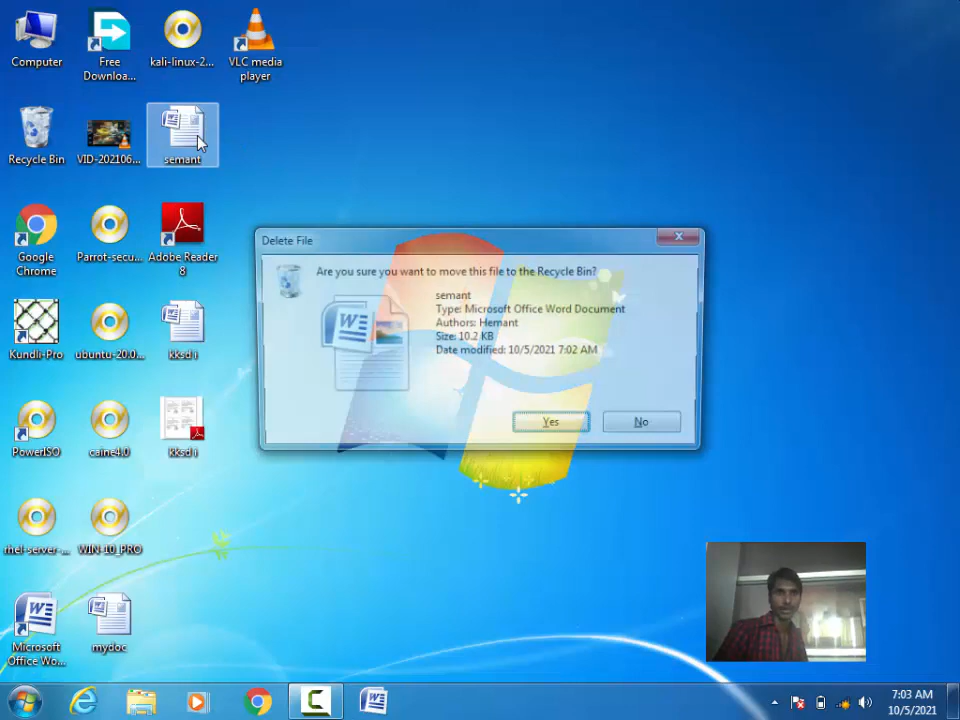 Computer
Free
Downloa...
kali-linux-2...
VLC media
player
Recycle Bin
VID-202106...
semant
Google
Chrome
Parrot-secu...
Adobe Reader
8
Kundli-Pro
ubuntu-20.0...
kksd i
PowerISO
caine4.0
kksd i
rhel-server-...
WIN-10_PRO
Microsoft
Office Wo...
mydoc
Delete File
Are you sure you want to move this file to the Recycle Bin?
semant
Type: Microsoft Office Word Document
Authors: Hemant
Size: 10.2 KB
Date modified: 10/5/2021 7:02 AM
Yes
No
7:03 AM
10/5/2021